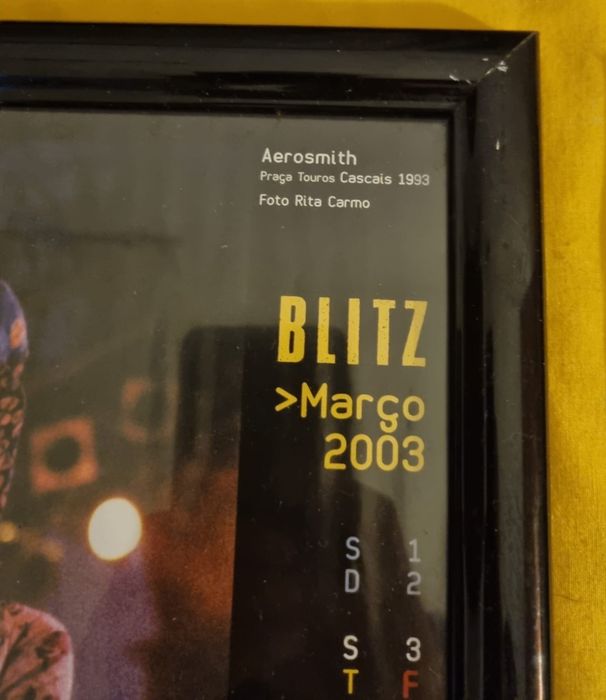 Aerosmith
Praça Touros Cascais 1993
Foto Rita Carmo
BLITZ
>Março
2003
S 1
D 2
S 3
T F